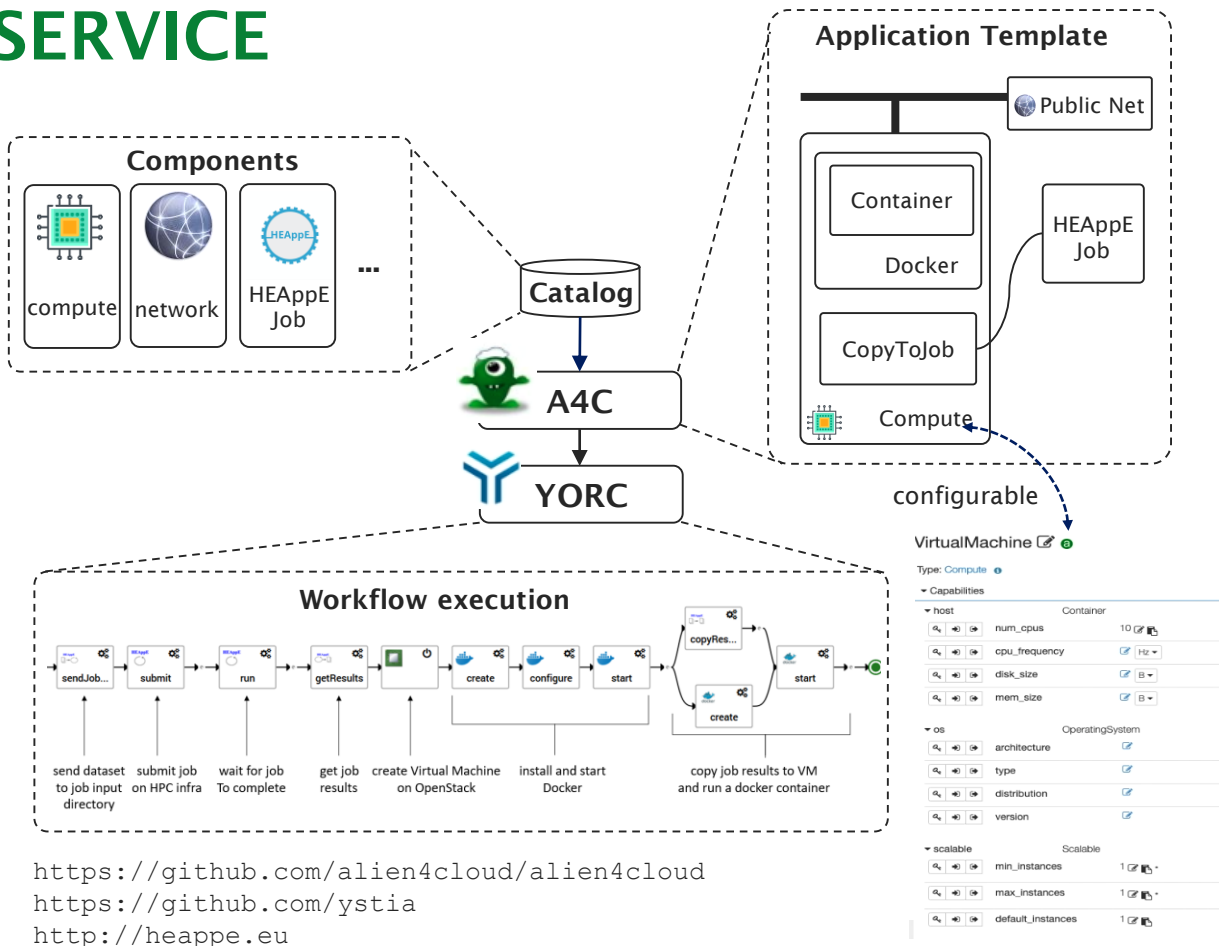 SERVICE
Components
compute
network
HEAppE
HEAppE
Job
...
Catalog
A4C
YORC
Application Template
Public Net
Container
Docker
CopyToJob
Compute
HEAppE
Job
configurable
VirtualMachine a
Type: Compute
Capabilities
host Container
num_cpus 10
cpu_frequency Hz
disk_size B
mem_size B
os OperatingSystem
architecture
type
distribution
version
scalable Scalable
min_instances 1
max_instances 1
default_instances 1
Workflow execution
sendJob...
submit
run
getResults
create
configure
start
copyRes...
create
start
send dataset
to job input
directory
submit job
on HPC infra
wait for job
To complete
get job
results
create Virtual Machine
on OpenStack
install and start
Docker
copy job results to VM
and run a docker container
https://github.com/alien4cloud/alien4cloud
https://github.com/ystia
http://heappe.eu